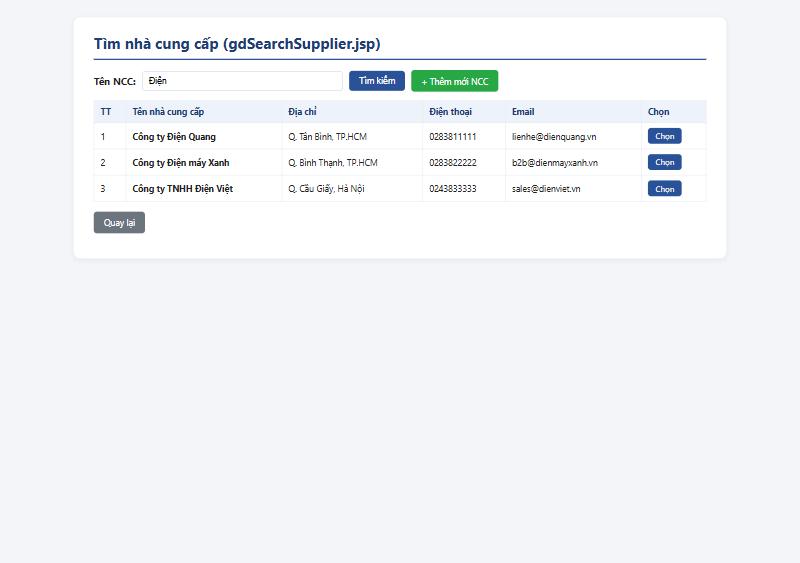 Tìm nhà cung cấp (gdSearchSupplier.jsp)
Tên NCC: Điện Tìm kiếm + Thêm mới NCC
TT Tên nhà cung cấp Địa chỉ Điện thoại Email Chọn
1 Công ty Điện Quang Q. Tân Bình, TP.HCM 0283811111 lienhe@dienquang.vn Chọn
2 Công ty Điện máy Xanh Q. Bình Thạnh, TP.HCM 0283822222 b2b@dienmayxanh.vn Chọn
3 Công ty TNHH Điện Việt Q. Cầu Giấy, Hà Nội 0243833333 sales@dienviet.vn Chọn
Quay lại